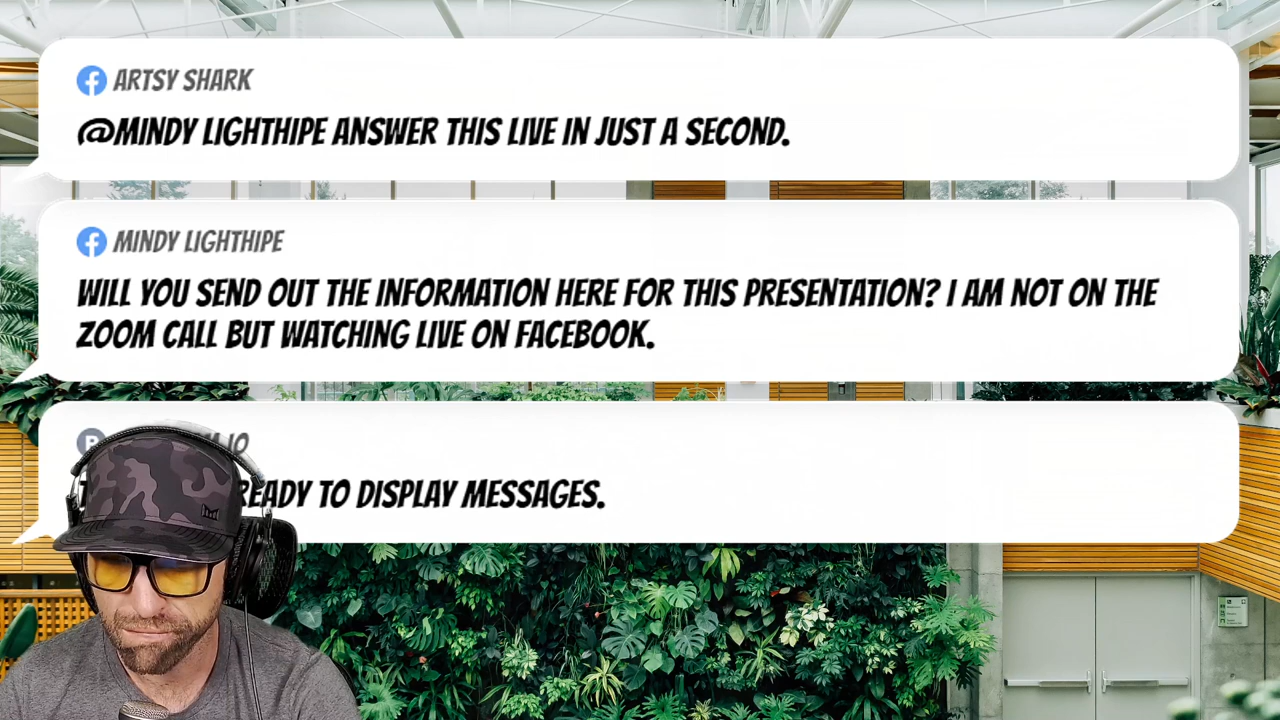 ARTSY SHARK
@MINDY LIGHTHIPE ANSWER THIS LIVE IN JUST A SECOND.
MINDY LIGHTHIPE
WILL YOU SEND OUT THE INFORMATION HERE FOR THIS PRESENTATION? I AM NOT ON THE
ZOOM CALL BUT WATCHING LIVE ON FACEBOOK.
IO
READY TO DISPLAY MESSAGES.